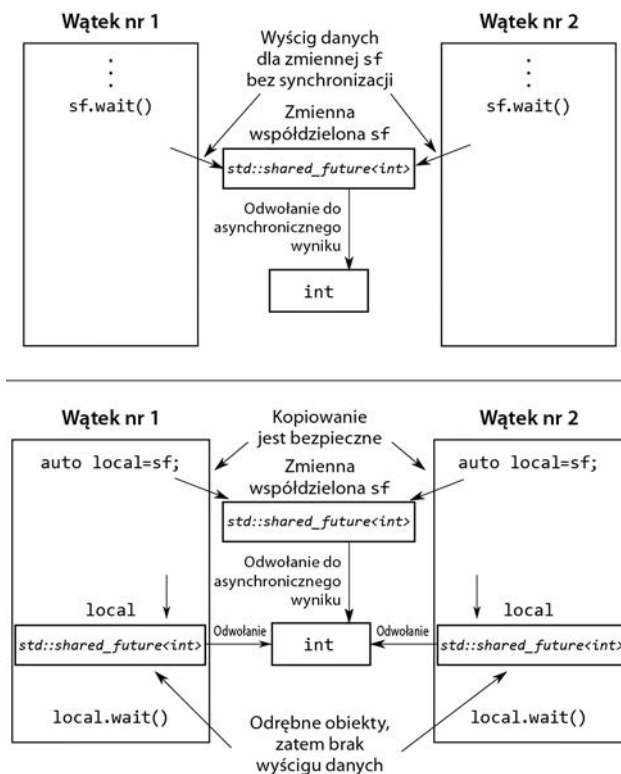 Wątek nr 1
Wątek nr 2
Wyścig danych
dla zmiennej sf
bez synchronizacji
sf.wait()
sf.wait()
Zmienna
współdzielona sf
std::shared_future<int>
Odwołanie do
asynchronicznego
wyniku
int
Wątek nr 1
Kopiowanie
jest bezpieczne
Wątek nr 2
auto local=sf;
auto local=sf;
Zmienna
współdzielona sf
std::shared_future<int>
Odwołanie do
asynchronicznego
wyniku
local
local
std::shared_future<int>
Odwołanie
int
Odwołanie
std::shared_future<int>
local.wait()
local.wait()
Odrębne obiekty,
zatem brak
wyścigu danych